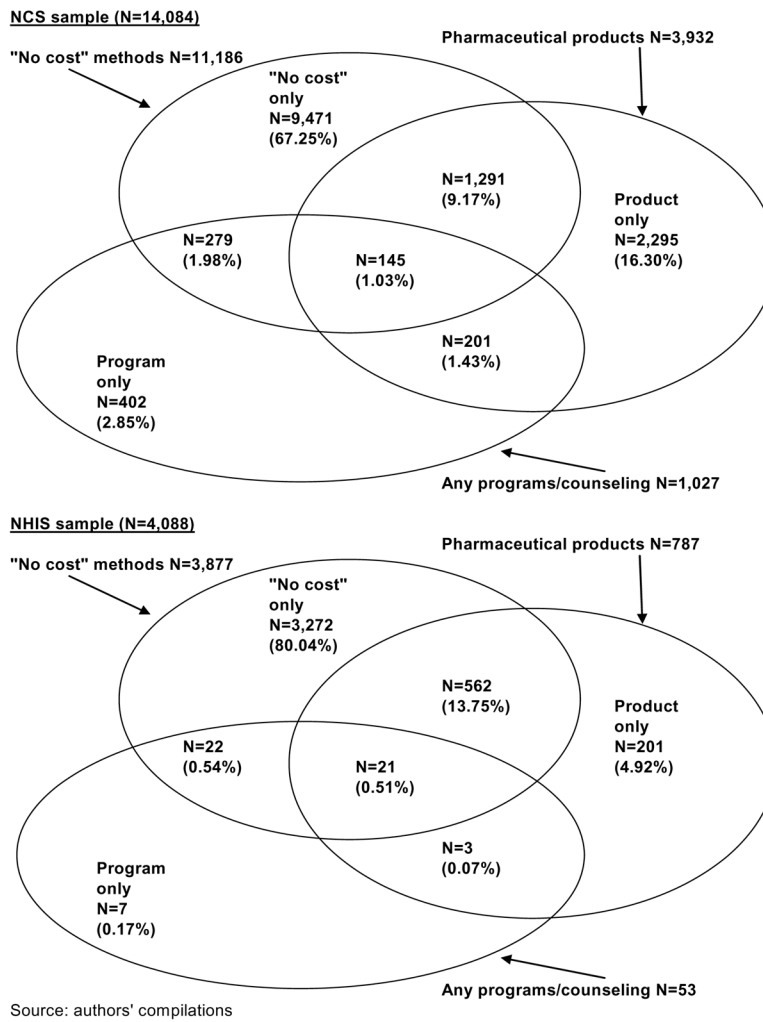 NCS sample (N=14,084)
Pharmaceutical products N=3,932
"No cost" methods N=11,186
"No cost"
only
N=9,471
(67.25%)
N=1,291
(9.17%)
Product
only
N=2,295
(16.30%)
N=279
(1.98%)
N=145
(1.03%)
N=201
(1.43%)
Program
only
N=402
(2.85%)
Any programs/counseling N=1,027
NHIS sample (N=4,088)
Pharmaceutical products N=787
"No cost" methods N=3,877
"No cost"
only
N=3,272
(80.04%)
N=562
(13.75%)
Product
only
N=201
(4.92%)
N=22
(0.54%)
N=21
(0.51%)
N=3
(0.07%)
Program
only
N=7
(0.17%)
Any programs/counseling N=53
Source: authors' compilations